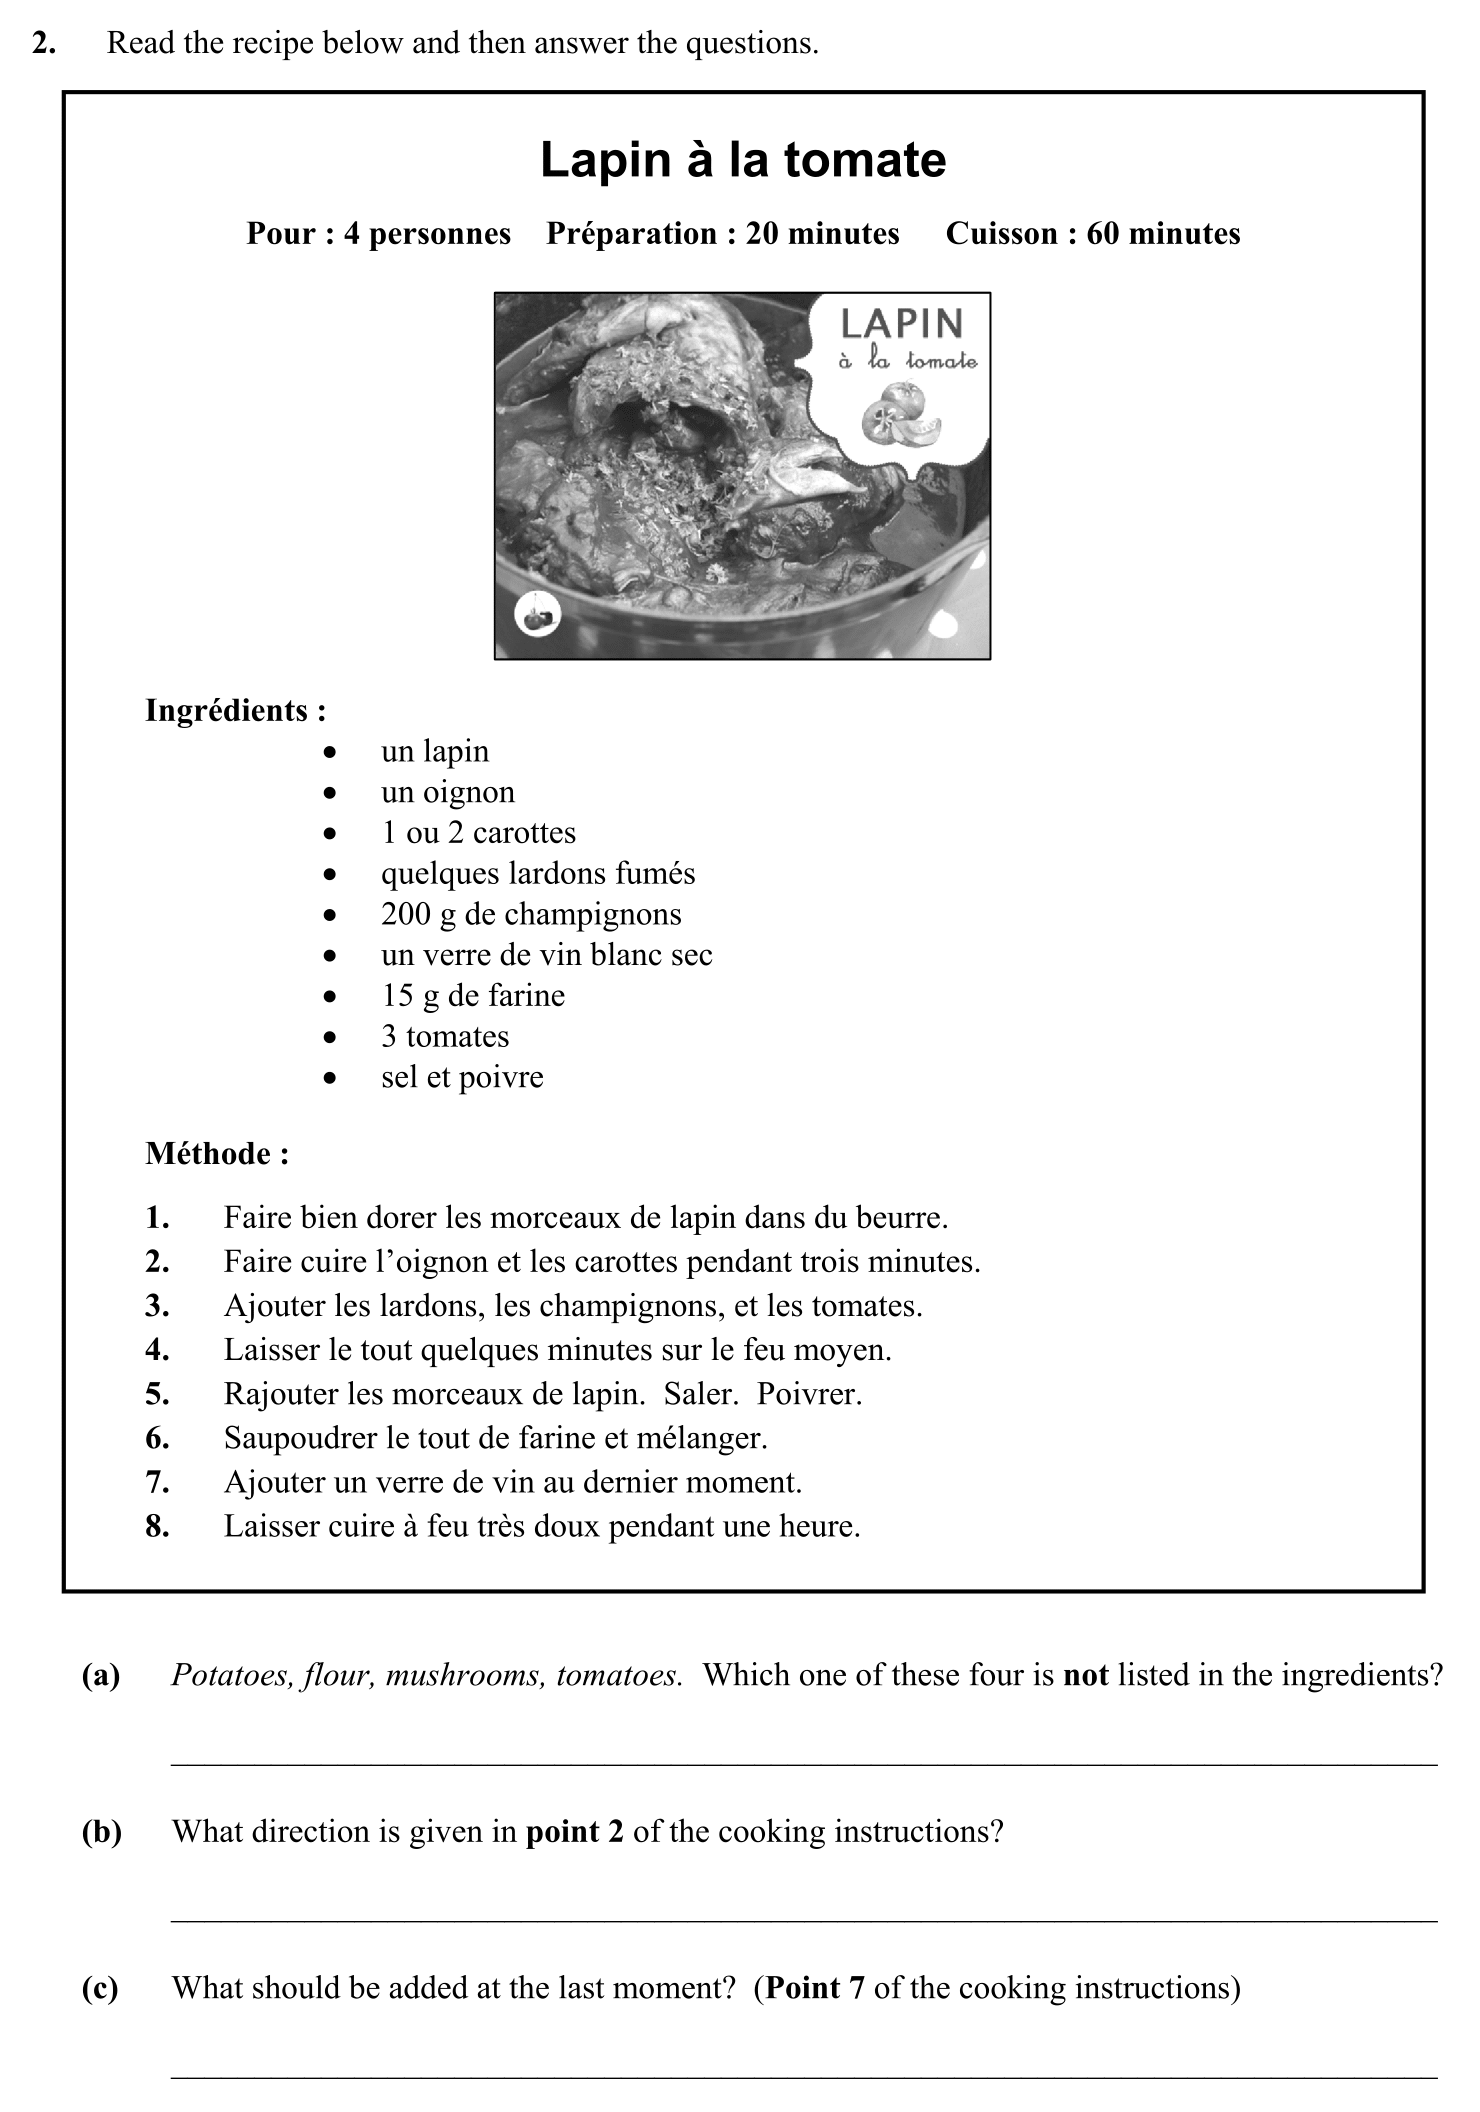 2. Read the recipe below and then answer the questions.
Lapin à la tomate
Pour : 4 personnes Préparation : 20 minutes Cuisson : 60 minutes
LAPIN
à la tomate
Ingrédients :
• un lapin
• un oignon
• 1 ou 2 carottes
• quelques lardons fumés
• 200 g de champignons
• un verre de vin blanc sec
• 15 g de farine
• 3 tomates
• sel et poivre
Méthode :
1. Faire bien dorer les morceaux de lapin dans du beurre.
2. Faire cuire l’oignon et les carottes pendant trois minutes.
3. Ajouter les lardons, les champignons, et les tomates.
4. Laisser le tout quelques minutes sur le feu moyen.
5. Rajouter les morceaux de lapin. Saler. Poivrer.
6. Saupoudrer le tout de farine et mélanger.
7. Ajouter un verre de vin au dernier moment.
8. Laisser cuire à feu très doux pendant une heure.
(a) Potatoes, flour, mushrooms, tomatoes. Which one of these four is not listed in the ingredients?
(b) What direction is given in point 2 of the cooking instructions?
(c) What should be added at the last moment? (Point 7 of the cooking instructions)